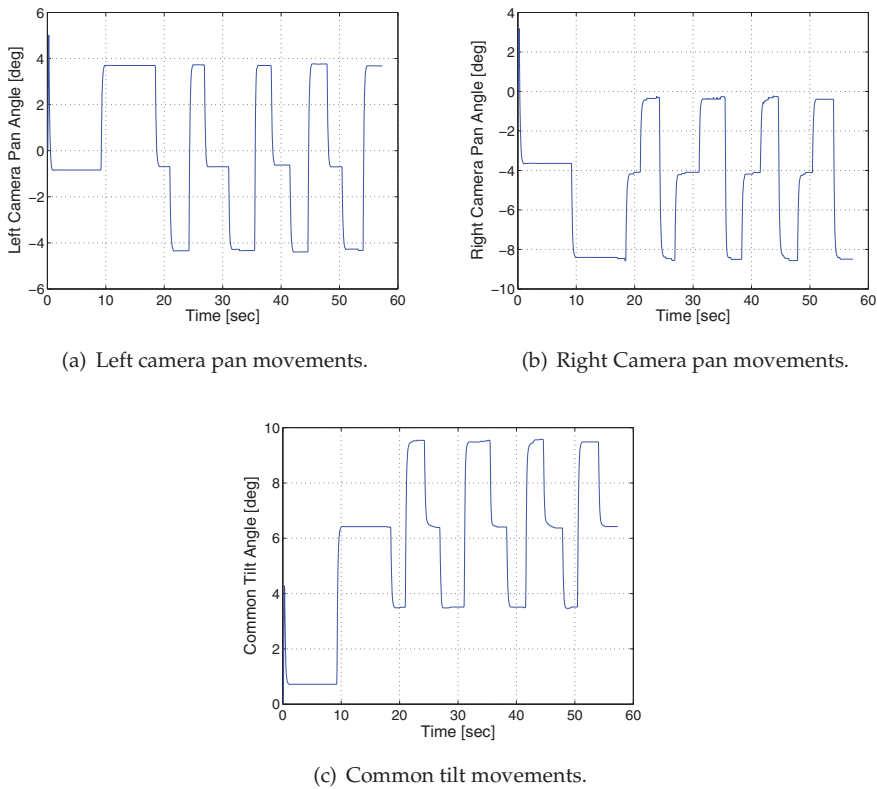 6
4
2
0
−2
−4
−6
Left Camera Pan Angle [deg]
0 10 20 30 40 50 60
Time [sec]
(a) Left camera pan movements.
4
2
0
−2
−4
−6
−8
−10
Right Camera Pan Angle [deg]
0 10 20 30 40 50 60
Time [sec]
(b) Right Camera pan movements.
10
8
6
4
2
0
Common Tilt Angle [deg]
0 10 20 30 40 50 60
Time [sec]
(c) Common tilt movements.